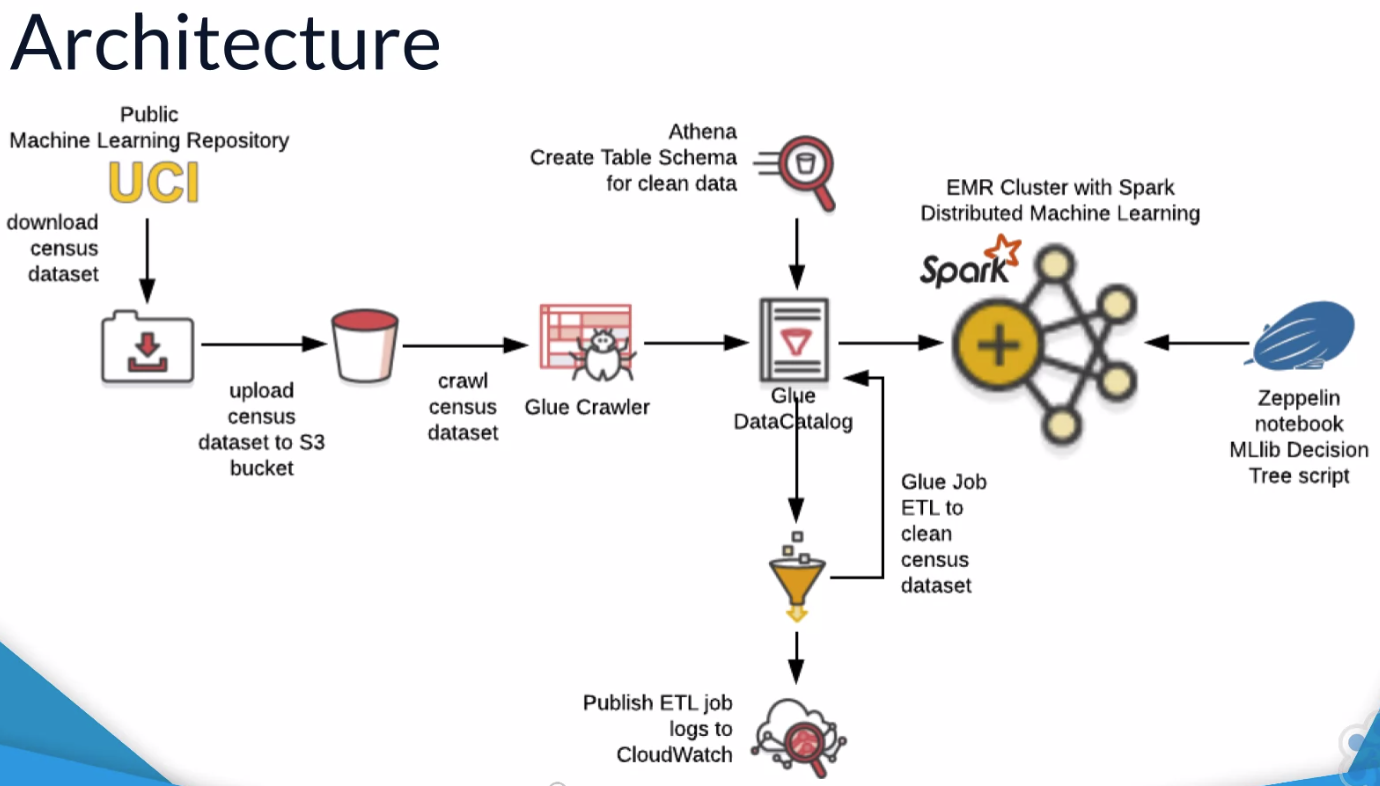 Architecture
Public
Machine Learning Repository
UCI
download
census
dataset
upload
census
dataset to S3
bucket
crawl
census
dataset
Glue Crawler
Athena
Create Table Schema
for clean data
Glue
DataCatalog
Glue Job
ETL to
clean
census
dataset
Publish ETL job
logs to
CloudWatch
EMR Cluster with Spark
Distributed Machine Learning
Spark
Zeppelin
notebook
MLlib Decision
Tree script